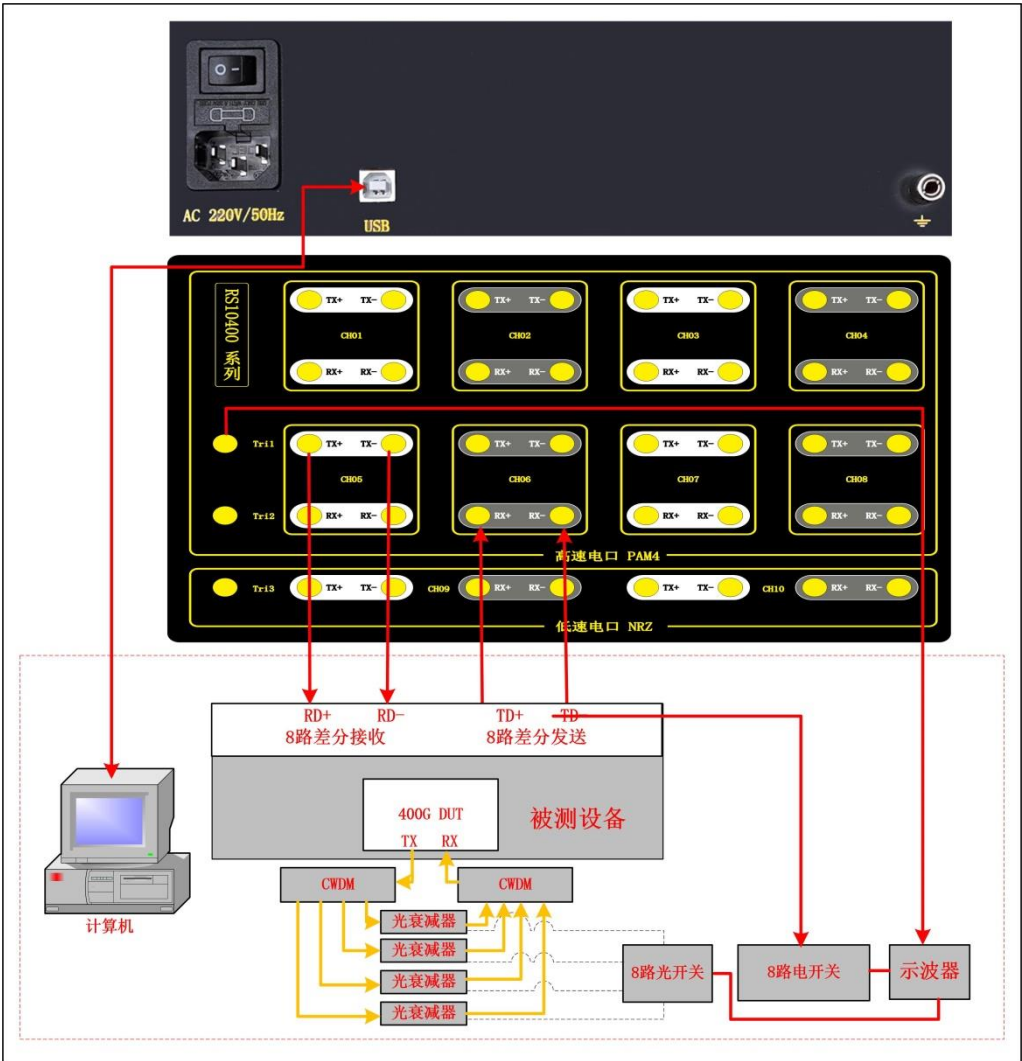 AC 220V/50Hz
USB
RS10400 系列
TX+ TX-
TX+ TX-
TX+ TX-
TX+ TX-
CH01
CH02
CH03
CH04
RX+ RX-
RX+ RX-
RX+ RX-
RX+ RX-
Tri1
TX+ TX-
TX+ TX-
TX+ TX-
TX+ TX-
CH05
CH06
CH07
CH08
Tri2
RX+ RX-
RX+ RX-
RX+ RX-
RX+ RX-
高速电口 PAM4
Tri3
TX+ TX-
CH09
RX+ RX-
TX+ TX-
CH10
RX+ RX-
低速电口 NRZ
RD+ RD- TD+ TD-
8路差分接收 8路差分发送
400G DUT
TX RX
被测设备
计算机
CWDM
CWDM
光衰减器
光衰减器
光衰减器
光衰减器
8路光开关
8路电开关
示波器